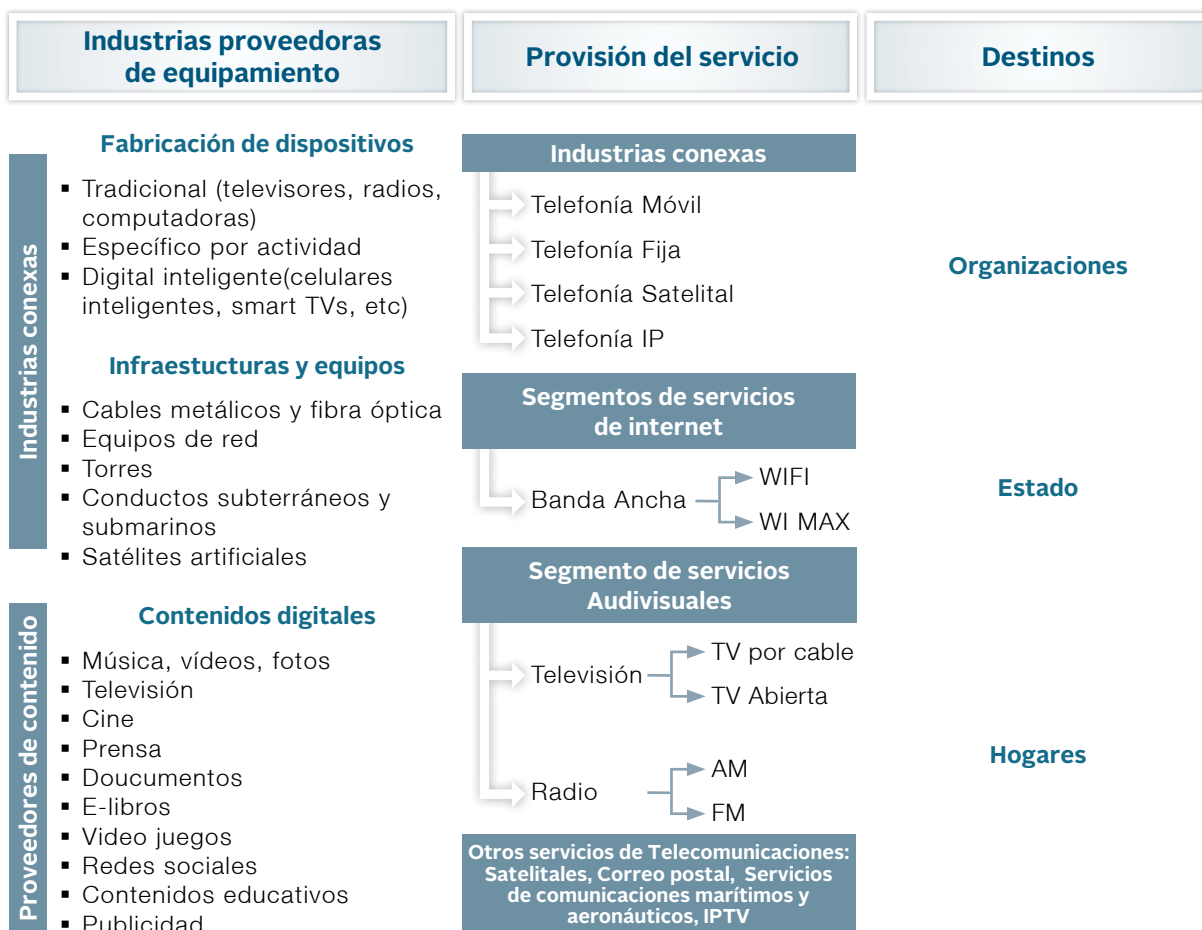 Industrias proveedoras
de equipamiento
Provisión del servicio
Destinos
Industrias conexas
Fabricación de dispositivos
▪ Tradicional (televisores, radios,
computadoras)
▪ Específico por actividad
▪ Digital inteligente(celulares
inteligentes, smart TVs, etc)
Infraestucturas y equipos
▪ Cables metálicos y fibra óptica
▪ Equipos de red
▪ Torres
▪ Conductos subterráneos y
submarinos
▪ Satélites artificiales
Proveedores de contenido
Contenidos digitales
▪ Música, vídeos, fotos
▪ Televisión
▪ Cine
▪ Prensa
▪ Doucumentos
▪ E-libros
▪ Video juegos
▪ Redes sociales
▪ Contenidos educativos
▪ Publicidad
Industrias conexas
Telefonía Móvil
Telefonía Fija
Telefonía Satelital
Telefonía IP
Segmentos de servicios
de internet
Banda Ancha
WIFI
WI MAX
Segmento de servicios
Audivisuales
Televisión
TV por cable
TV Abierta
Radio
AM
FM
Otros servicios de Telecomunicaciones:
Satelitales, Correo postal, Servicios
de comunicaciones marítimos y
aeronáuticos, IPTV
Organizaciones
Estado
Hogares